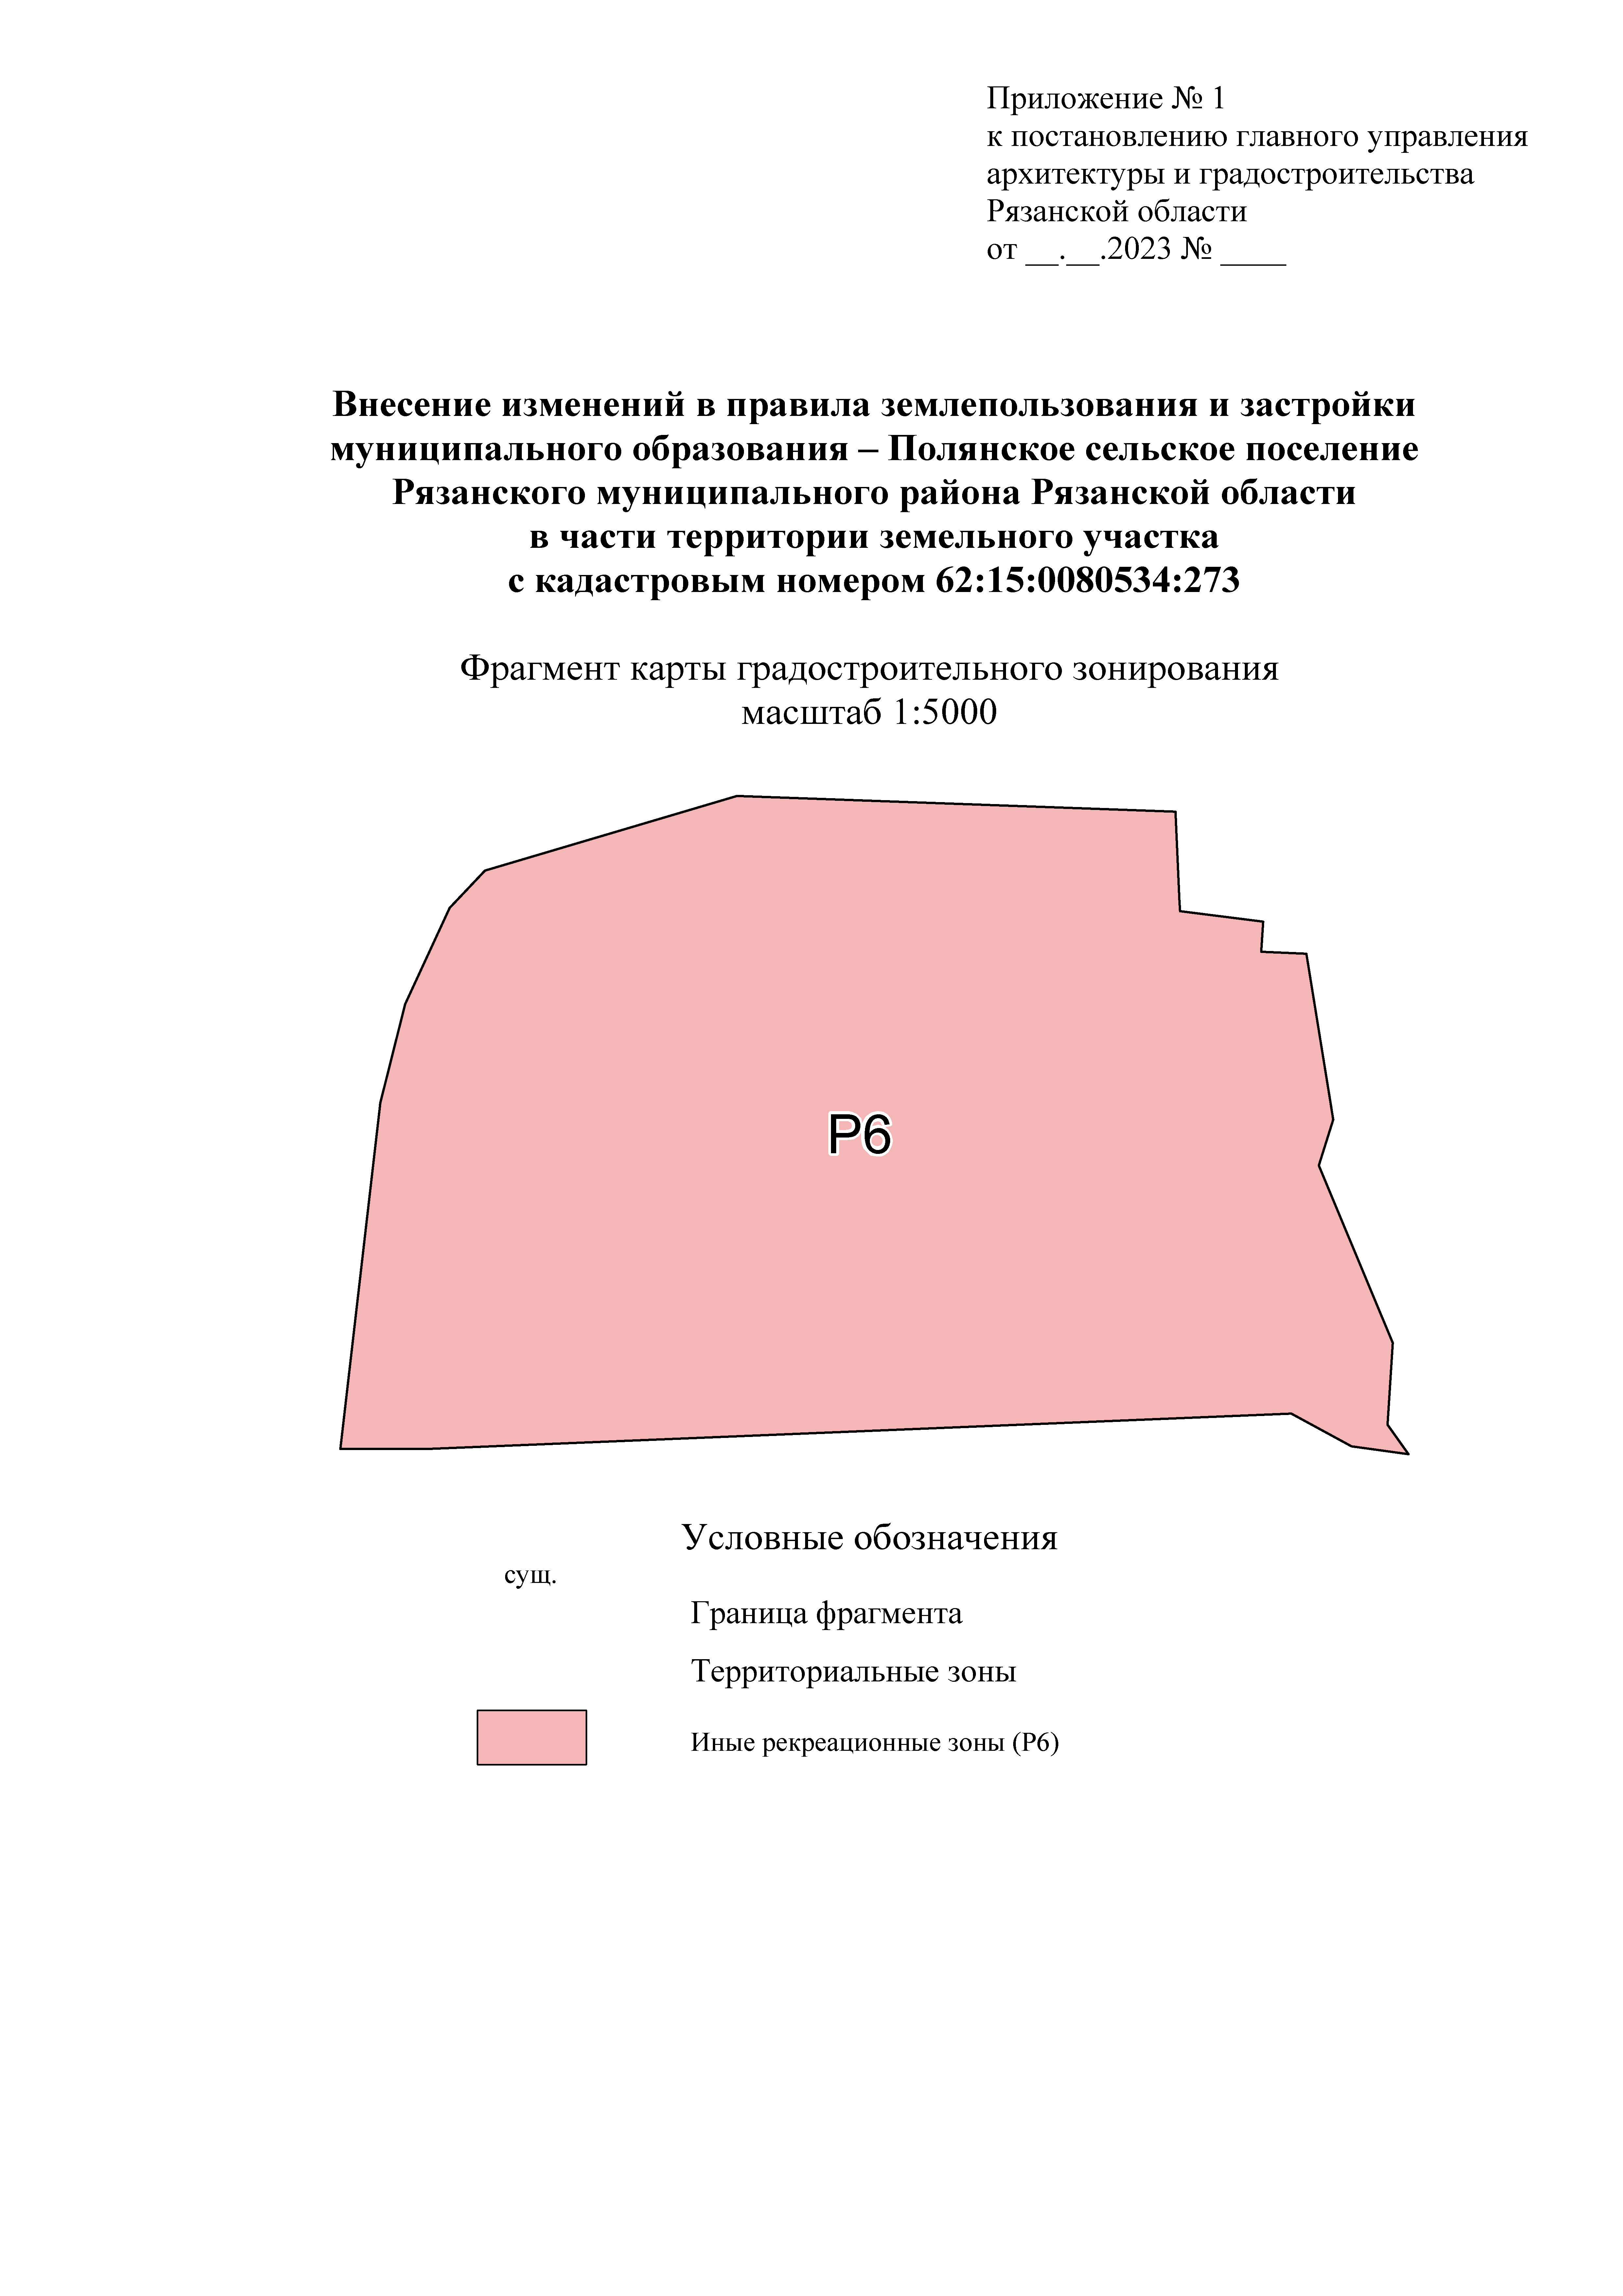 Приложение № 1
к постановлению главного управления
архитектуры и градостроительства
Рязанской области
от __.__.2023 № ____
Внесение изменений в правила землепользования и застройки
муниципального образования – Полянское сельское поселение
Рязанского муниципального района Рязанской области
в части территории земельного участка
с кадастровым номером 62:15:0080534:273
Фрагмент карты градостроительного зонирования
масштаб 1:5000
Р6
Условные обозначения
сущ.
Граница фрагмента
Территориальные зоны
Иные рекреационные зоны (Р6)